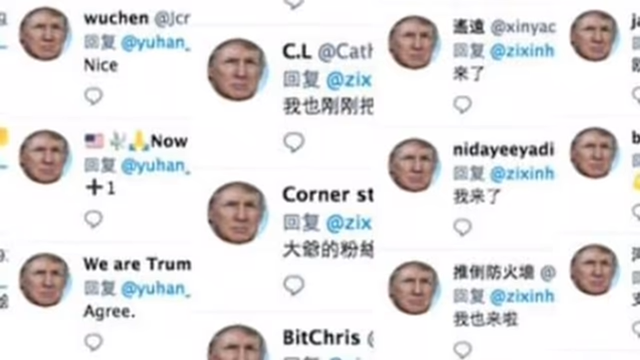 wuchen @Jcr
回复 @yuhan_
Nice
Now
回复 @yuhan_
+1
We are Trum
回复 @yuhan_
Agree.
C.L @Cath
回复 @zix
我也刚刚把
Corner st
回复 @zix
大爺的粉絲
BitChris
遙遠 @xinyac
回复 @zixinh
来了
nidayeeyadi
回复 @zixinh
我来了
推倒防火墙 @
回复 @zixinh
我也来啦